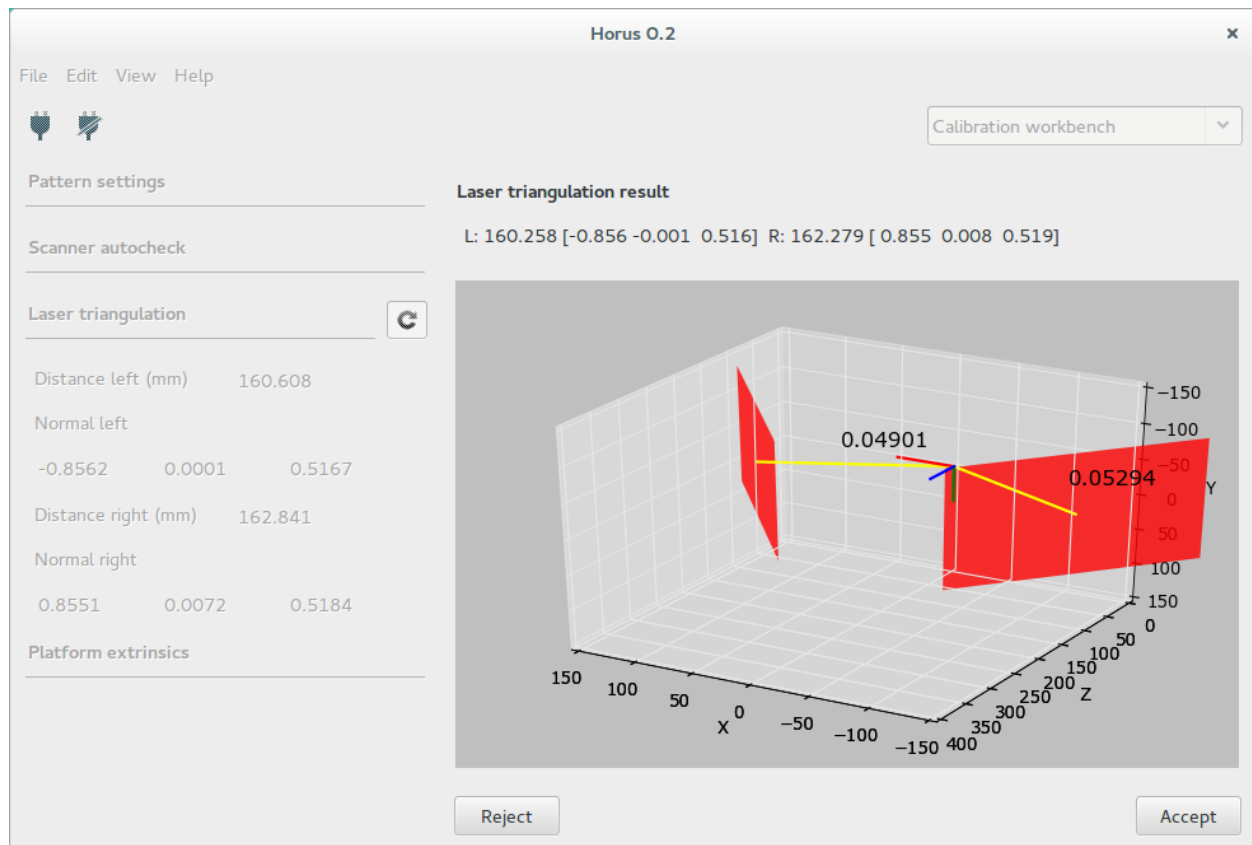 Horus 0.2
File Edit View Help
Calibration workbench
Pattern settings
Scanner autocheck
Laser triangulation
Distance left (mm) 160.608
Normal left
-0.8562 0.0001 0.5167
Distance right (mm) 162.841
Normal right
0.8551 0.0072 0.5184
Platform extrinsics
Laser triangulation result
L: 160.258 [-0.856 -0.001 0.516] R: 162.279 [ 0.855 0.008 0.519]
0.04901
0.05294
−150
−100
−50
0
50
100
150
Y
150 100 50 0 −50 −100 −150
X
0
50
100
150
200
250
300
350
400
Z
Reject Accept